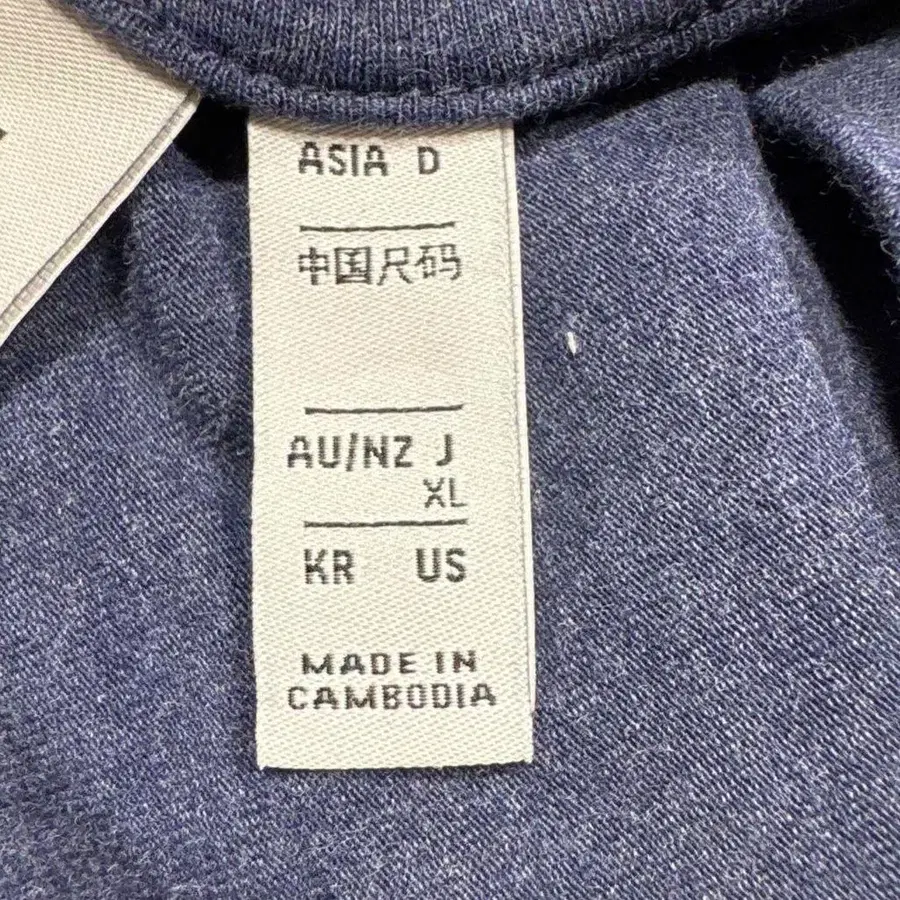 ASIA D
中国尺码
AU/NZ J
XL
KR US
MADE IN
CAMBODIA